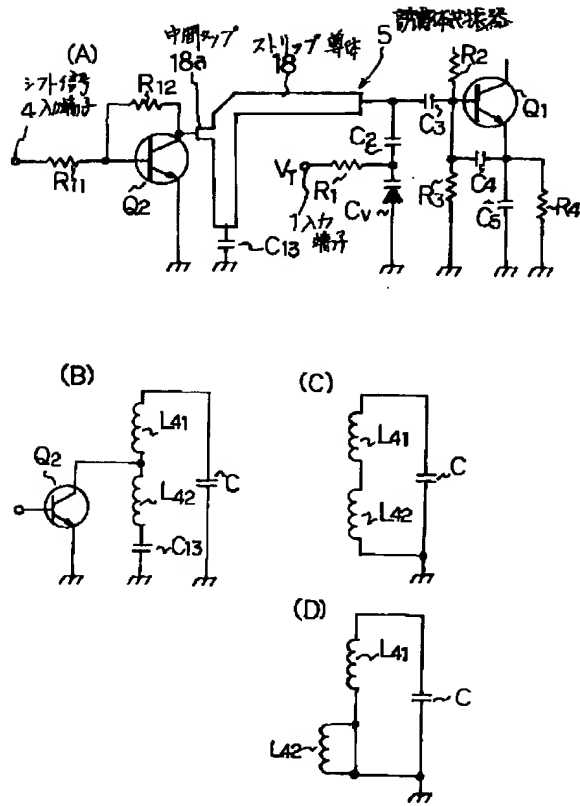 (A)
シフト信号
4 入力端子
R12
R11
Q2
中間タップ
18a
ストリップ導体
18
5
C13
VT
R1
1 入力
端子
C2
Cv
C3
R2
Q1
R3
C4
C5
R4
(B)
Q2
L41
L42
C13
C
(C)
L41
L42
C
(D)
L41
L42
C